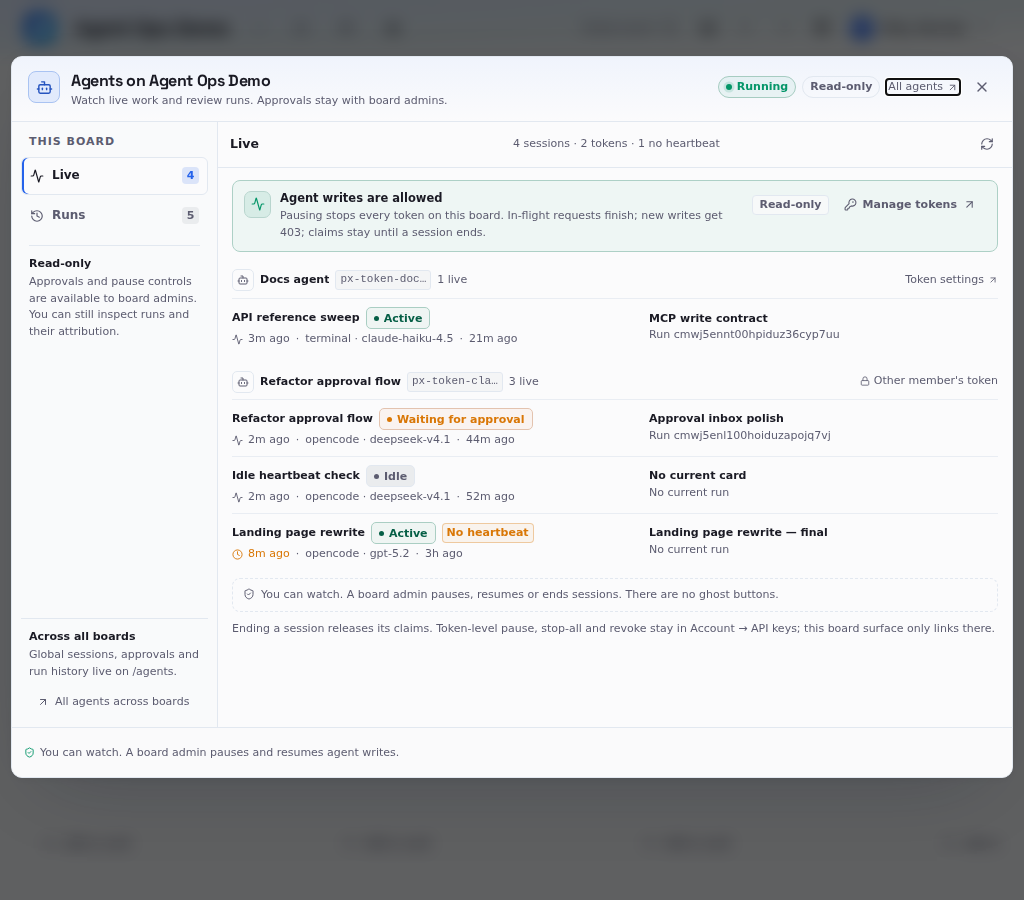 Agents on Agent Ops Demo
Watch live work and review runs. Approvals stay with board admins.
Running
Read-only
All agents
THIS BOARD
Live
4
Runs
5
Read-only
Approvals and pause controls
are available to board admins.
You can still inspect runs and
their attribution.
Across all boards
Global sessions, approvals and
run history live on /agents.
All agents across boards
Live
4 sessions · 2 tokens · 1 no heartbeat
Agent writes are allowed
Pausing stops every token on this board. In-flight requests finish; new writes get
403; claims stay until a session ends.
Read-only
Manage tokens
Docs agent px-token-doc… 1 live
Token settings
API reference sweep Active
3m ago · terminal · claude-haiku-4.5 · 21m ago
MCP write contract
Run cmwj5ennt00hpiduz36cyp7uu
Refactor approval flow px-token-cla… 3 live
Other member's token
Refactor approval flow Waiting for approval
2m ago · opencode · deepseek-v4.1 · 44m ago
Approval inbox polish
Run cmwj5enl100hoiduzapojq7vj
Idle heartbeat check Idle
2m ago · opencode · deepseek-v4.1 · 52m ago
No current card
No current run
Landing page rewrite Active No heartbeat
8m ago · opencode · gpt-5.2 · 3h ago
Landing page rewrite — final
No current run
You can watch. A board admin pauses, resumes or ends sessions. There are no ghost buttons.
Ending a session releases its claims. Token-level pause, stop-all and revoke stay in Account → API keys; this board surface only links there.
You can watch. A board admin pauses and resumes agent writes.